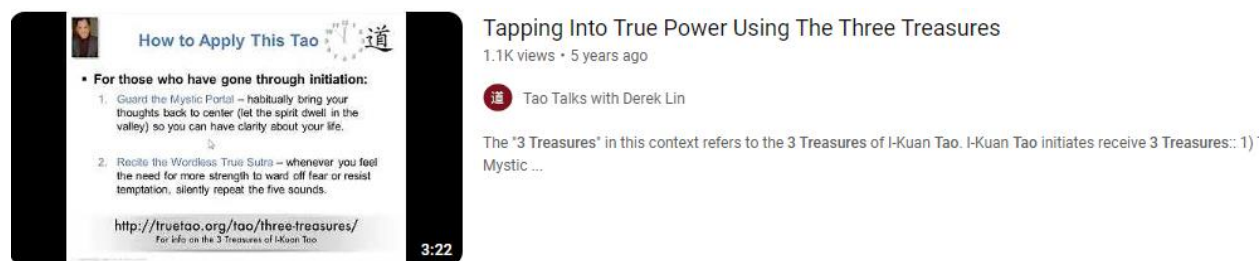 How to Apply This Tao
道
▪ For those who have gone through initiation:
1. Guard the Mystic Portal – habitually bring your
thoughts back to center (let the spirit dwell in the
valley) so you can have clarity about your life.
2. Recite the Wordless True Sutra – whenever you feel
the need for more strength to ward off fear or resist
temptation, silently repeat the five sounds.
http://truetao.org/tao/three-treasures/
For info on the 3 Treasures of I-Kuan Tao
3:22
Tapping Into True Power Using The Three Treasures
1.1K views • 5 years ago
道
Tao Talks with Derek Lin
The "3 Treasures" in this context refers to the 3 Treasures of I-Kuan Tao. I-Kuan Tao initiates receive 3 Treasures:: 1)
Mystic ...